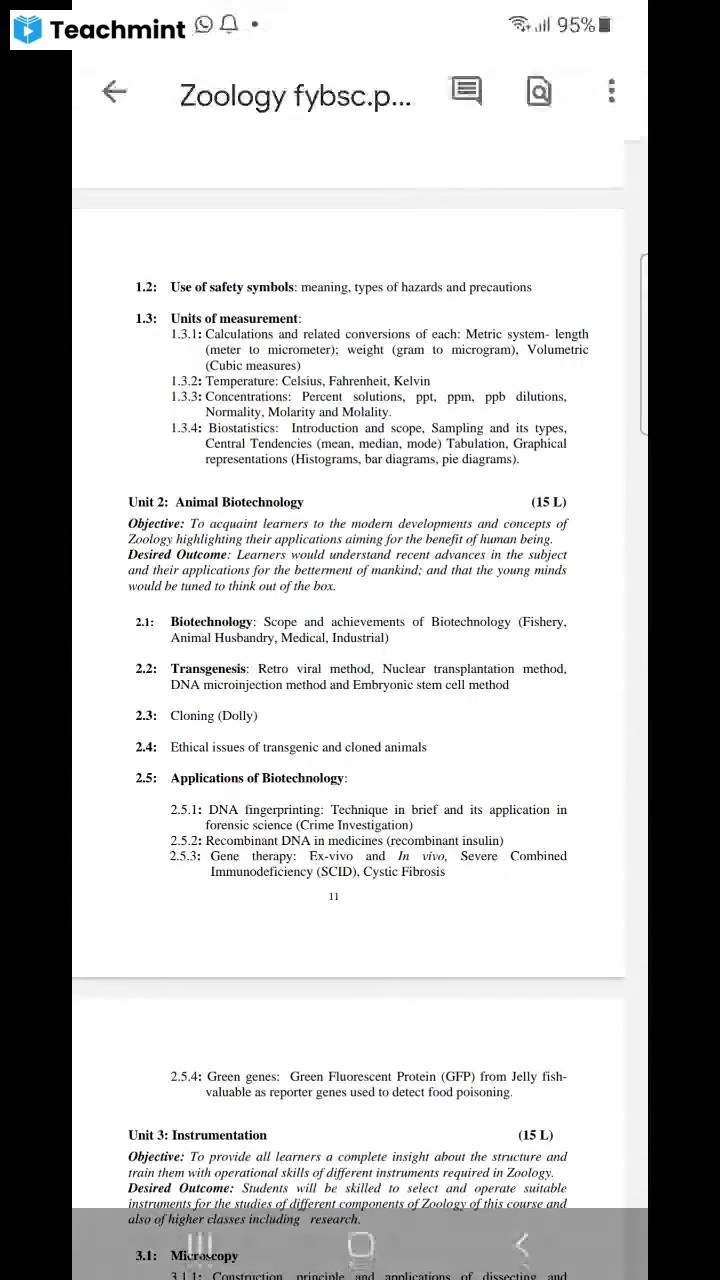 Teachmint
95%
Zoology fybsc.p...
1.2: Use of safety symbols: meaning, types of hazards and precautions
1.3: Units of measurement:
1.3.1: Calculations and related conversions of each: Metric system- length
(meter to micrometer); weight (gram to microgram), Volumetric
(Cubic measures)
1.3.2: Temperature: Celsius, Fahrenheit, Kelvin
1.3.3: Concentrations: Percent solutions, ppt, ppm, ppb dilutions,
Normality, Molarity and Molality.
1.3.4: Biostatistics: Introduction and scope, Sampling and its types,
Central Tendencies (mean, median, mode) Tabulation, Graphical
representations (Histograms, bar diagrams, pie diagrams).
Unit 2: Animal Biotechnology (15 L)
Objective: To acquaint learners to the modern developments and concepts of
Zoology highlighting their applications aiming for the benefit of human being.
Desired Outcome: Learners would understand recent advances in the subject
and their applications for the betterment of mankind; and that the young minds
would be tuned to think out of the box.
2.1: Biotechnology: Scope and achievements of Biotechnology (Fishery,
Animal Husbandry, Medical, Industrial)
2.2: Transgenesis: Retro viral method, Nuclear transplantation method,
DNA microinjection method and Embryonic stem cell method
2.3: Cloning (Dolly)
2.4: Ethical issues of transgenic and cloned animals
2.5: Applications of Biotechnology:
2.5.1: DNA fingerprinting: Technique in brief and its application in
forensic science (Crime Investigation)
2.5.2: Recombinant DNA in medicines (recombinant insulin)
2.5.3: Gene therapy: Ex-vivo and In vivo, Severe Combined
Immunodeficiency (SCID), Cystic Fibrosis
11
2.5.4: Green genes: Green Fluorescent Protein (GFP) from Jelly fish-
valuable as reporter genes used to detect food poisoning.
Unit 3: Instrumentation (15 L)
Objective: To provide all learners a complete insight about the structure and
train them with operational skills of different instruments required in Zoology.
Desired Outcome: Students will be skilled to select and operate suitable
instruments for the studies of different components of Zoology of this course and
also of higher classes including research.
3.1: Microscopy
3.1.1: Construction, principle and applications of dissecting and